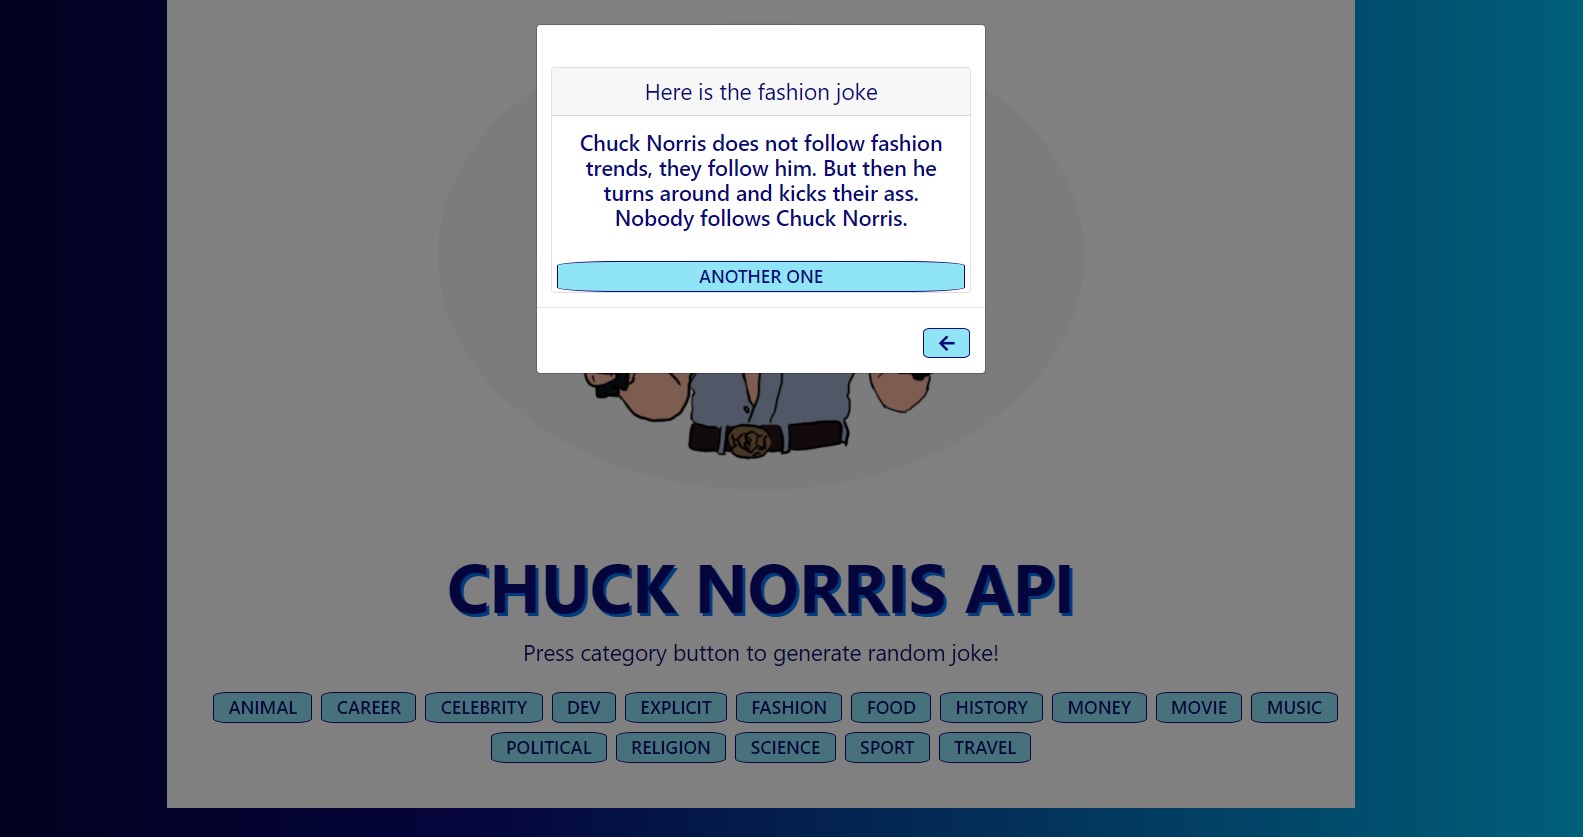 Here is the fashion joke
Chuck Norris does not follow fashion
trends, they follow him. But then he
turns around and kicks their ass.
Nobody follows Chuck Norris.
ANOTHER ONE
CHUCK NORRIS API
Press category button to generate random joke!
ANIMAL CAREER CELEBRITY DEV EXPLICIT FASHION FOOD HISTORY MONEY MOVIE MUSIC
POLITICAL RELIGION SCIENCE SPORT TRAVEL